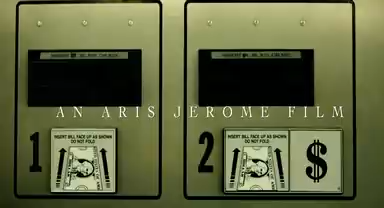 AN ARIS JEROME FILM
1
INSERT BILL FACE UP AS SHOWN
DO NOT FOLD
2
INSERT BILL FACE UP AS SHOWN
DO NOT FOLD
$